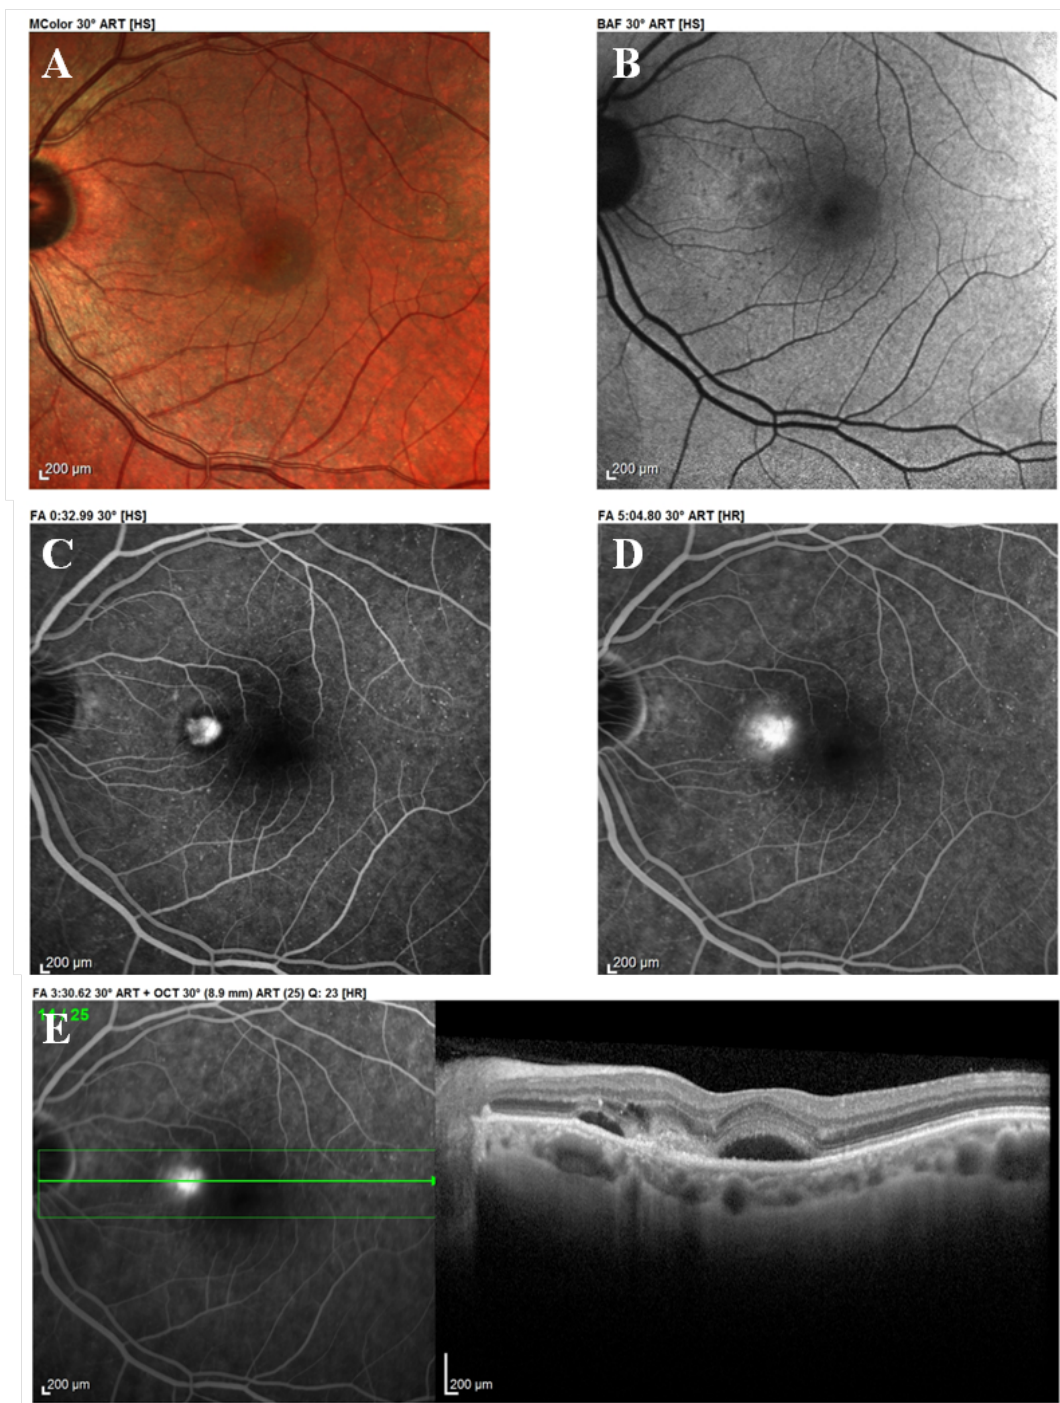 MColor 30° ART [HS]
BAF 30° ART [HS]
A
B
200 µm
200 µm
FA 0:32.99 30° [HS]
FA 5:04.80 30° ART [HR]
C
D
200 µm
200 µm
FA 3:30.62 30° ART + OCT 30° (8.9 mm) ART (25) Q: 23 [HR]
E
25
200 µm
200 µm